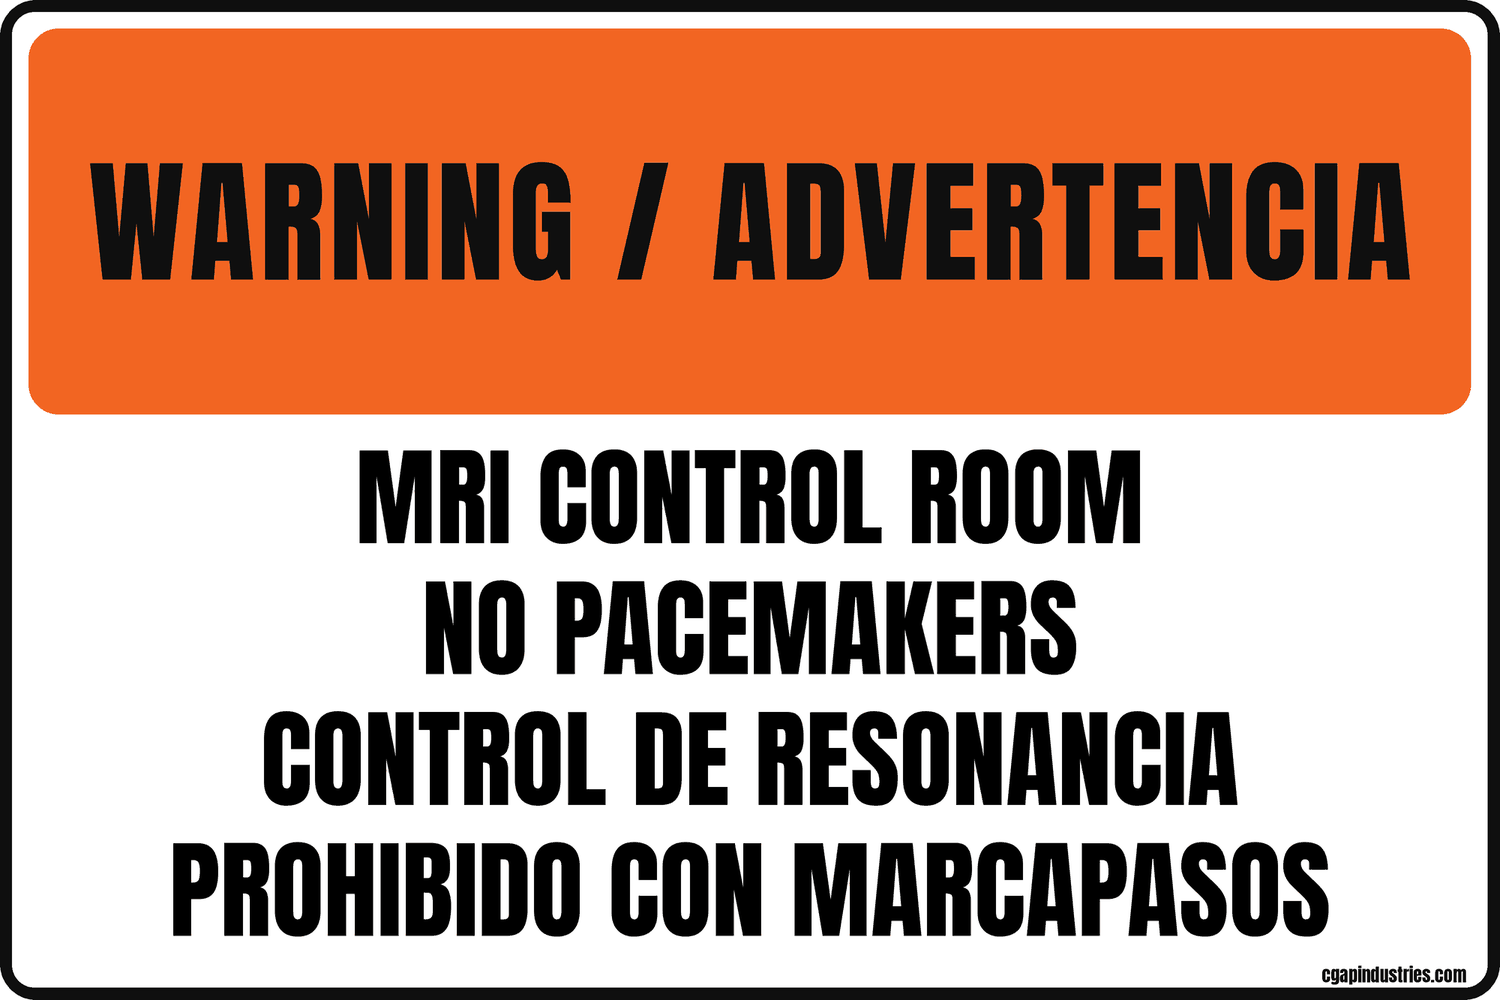 WARNING / ADVERTENCIA
MRI CONTROL ROOM
NO PACEMAKERS
CONTROL DE RESONANCIA
PROHIBIDO CON MARCAPASOS
cgapindustries.com